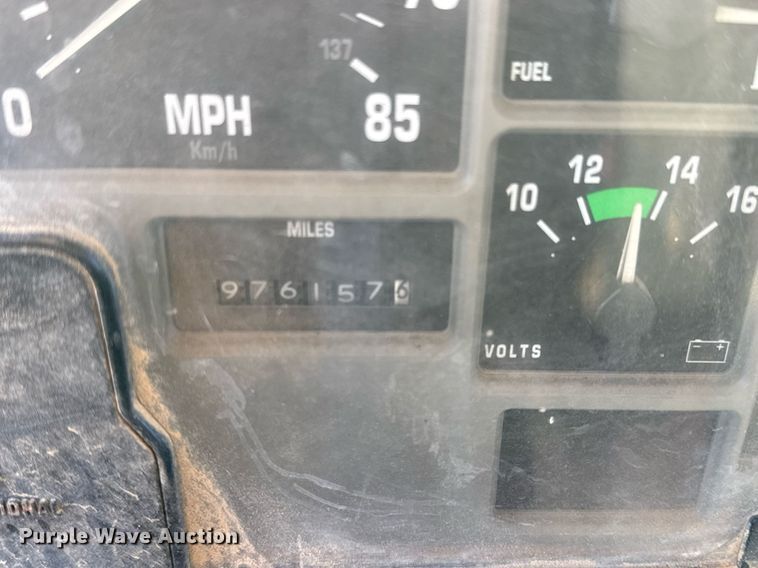 137
0
MPH
85
Km/h
FUEL
10 12 14 16
MILES
9761576
VOLTS
- +
Purple Wave Auction